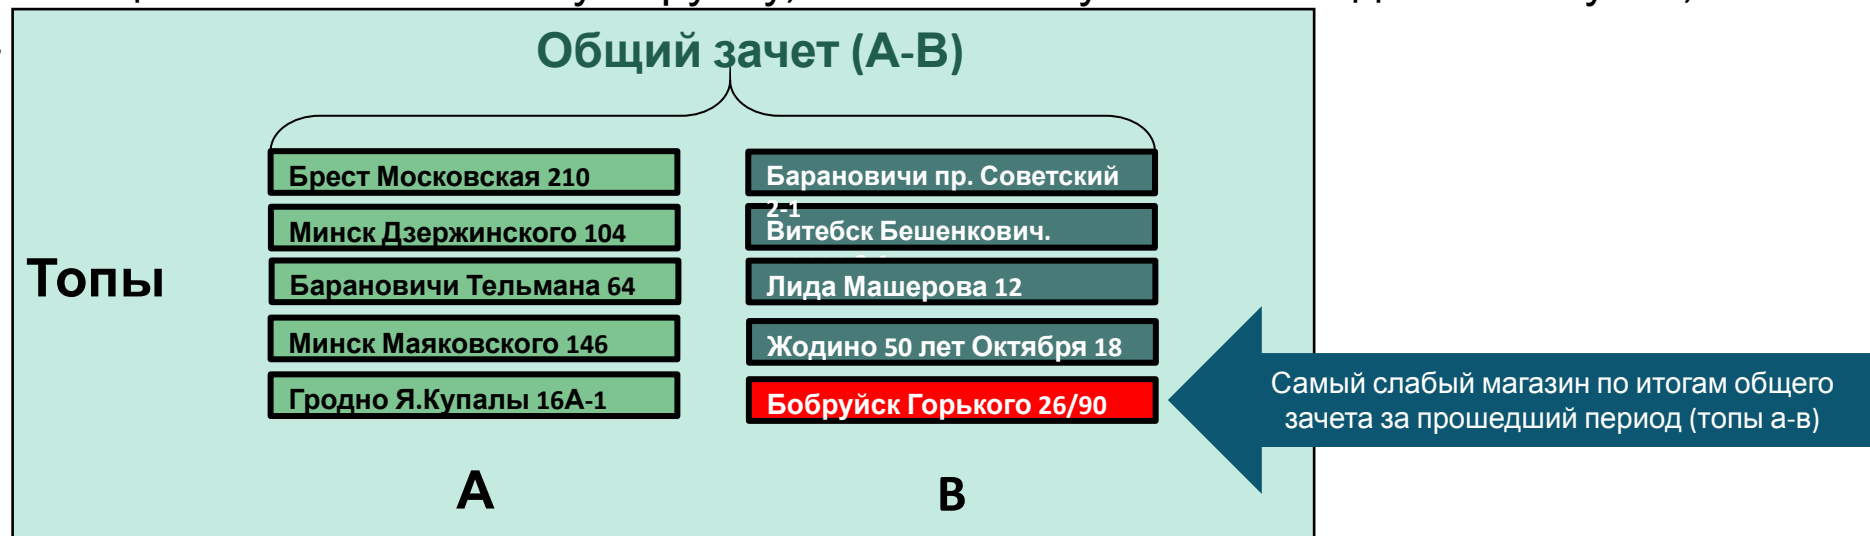 Общий зачет (А-В)
Брест Московская 210
Минск Дзержинского 104
Барановичи Тельмана 64
Минск Маяковского 146
Гродно Я.Купалы 16А-1
А
Барановичи пр. Советский
2-1
Витебск Бешенкович.
Лида Машерова 12
Жодино 50 лет Октября 18
Бобруйск Горького 26/90
В
Топы
Самый слабый магазин по итогам общего
зачета за прошедший период (топы а-в)